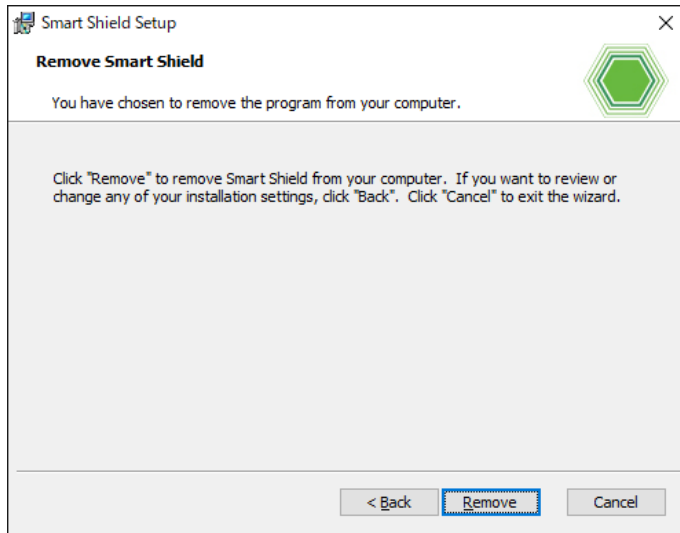 Smart Shield Setup
Remove Smart Shield
You have chosen to remove the program from your computer.
Click "Remove" to remove Smart Shield from your computer.  If you want to review or
change any of your installation settings, click "Back".  Click "Cancel" to exit the wizard.
< Back
Remove
Cancel